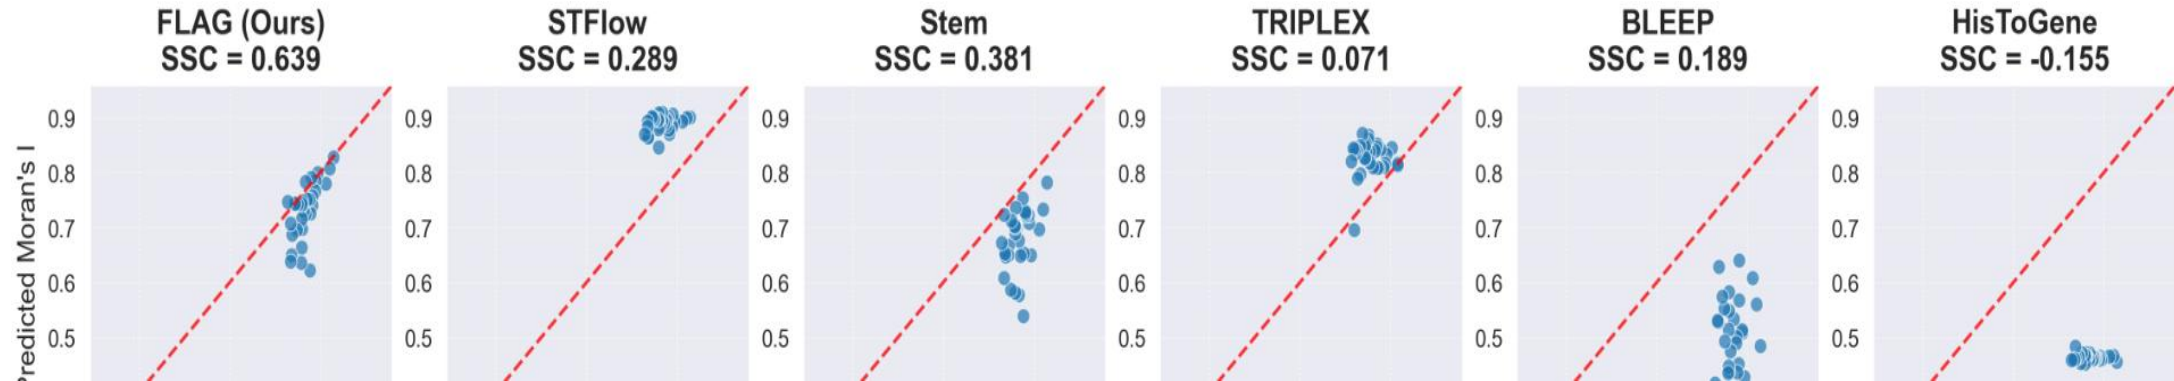 FLAG (Ours)
SSC = 0.639
STFlow
SSC = 0.289
Stem
SSC = 0.381
TRIPLEX
SSC = 0.071
BLEEP
SSC = 0.189
HisToGene
SSC = -0.155
Predicted Moran's I
0.9
0.8
0.7
0.6
0.5
0.9
0.8
0.7
0.6
0.5
0.9
0.8
0.7
0.6
0.5
0.9
0.8
0.7
0.6
0.5
0.9
0.8
0.7
0.6
0.5
0.9
0.8
0.7
0.6
0.5